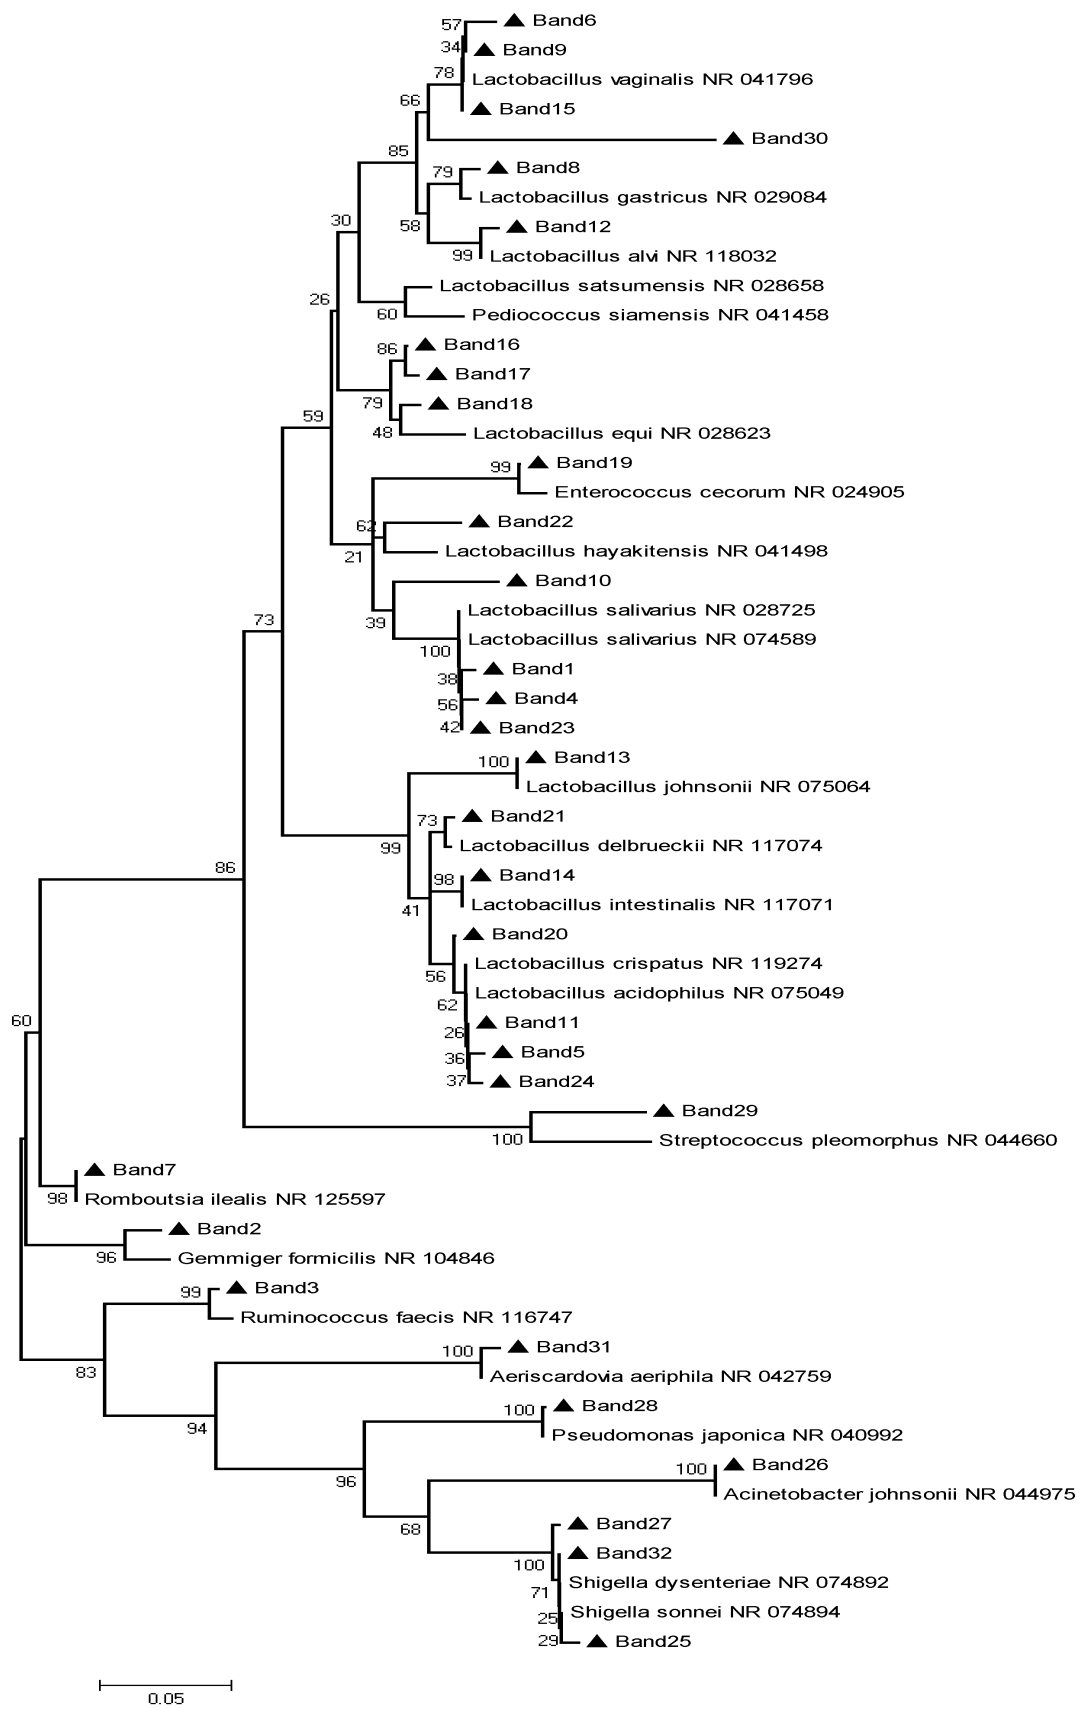 57
▲ Band6
34
▲ Band9
78
Lactobacillus vaginalis NR 041796
66
▲ Band15
▲ Band30
85
▲ Band8
79
Lactobacillus gastricus NR 029084
30
58
▲ Band12
99
Lactobacillus alvi NR 118032
26
Lactobacillus satsumensis NR 028658
60
Pediococcus siamensis NR 041458
86
▲ Band16
▲ Band17
79
▲ Band18
59
48
Lactobacillus equi NR 028623
99
▲ Band19
Enterococcus cecorum NR 024905
62
▲ Band22
21
Lactobacillus hayakitensis NR 041498
▲ Band10
73
39
Lactobacillus salivarius NR 028725
Lactobacillus salivarius NR 074589
100
▲ Band1
38
▲ Band4
56
42
▲ Band23
100
▲ Band13
Lactobacillus johnsonii NR 075064
73
▲ Band21
99
Lactobacillus delbrueckii NR 117074
86
98
▲ Band14
41
Lactobacillus intestinalis NR 117071
▲ Band20
56
Lactobacillus crispatus NR 119274
62
Lactobacillus acidophilus NR 075049
60
26
▲ Band11
36
▲ Band5
37
▲ Band24
▲ Band29
100
Streptococcus pleomorphus NR 044660
▲ Band7
98
Romboutsia ilealis NR 125597
▲ Band2
96
Gemmiger formicilis NR 104846
99
▲ Band3
Ruminococcus faecis NR 116747
83
100
▲ Band31
Aeriscardovia aeriphila NR 042759
94
100
▲ Band28
Pseudomonas japonica NR 040992
96
100
▲ Band26
Acinetobacter johnsonii NR 044975
68
▲ Band27
100
▲ Band32
71
Shigella dysenteriae NR 074892
25
Shigella sonnei NR 074894
29
▲ Band25
0.05